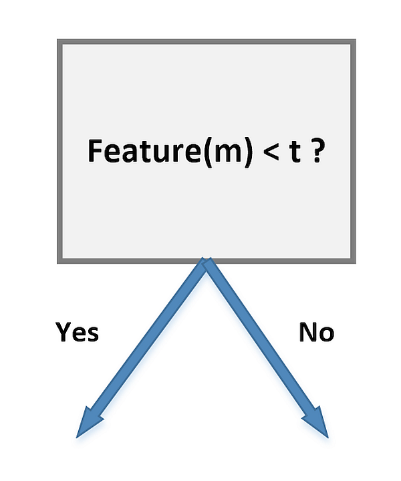 Feature(m) < t ?
Yes
No